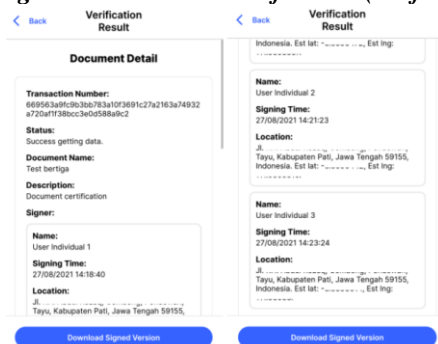 Back
Verification
Result
Document Detail
Transaction Number:
669563a9fc9b3bb783a10f3691c27a2163a74932
a720af1f38bcc3e0d588a9c2
Status:
Success getting data.
Document Name:
Test bertiga
Description:
Document certification
Signer:
Name:
User Individual 1
Signing Time:
27/08/2021 14:18:40
Location:
Tayu, Kabupaten Pati, Jawa Tengah 59155,
Download Signed Version
Back
Verification
Result
Indonesia. Est lat: Est lng:
Name:
User Individual 2
Signing Time:
27/08/2021 14:21:23
Location:
Tayu, Kabupaten Pati, Jawa Tengah 59155,
Indonesia. Est lat: Est lng:
Name:
User Individual 3
Signing Time:
27/08/2021 14:23:24
Location:
Tayu, Kabupaten Pati, Jawa Tengah 59155,
Indonesia. Est lat: Est lng:
Download Signed Version